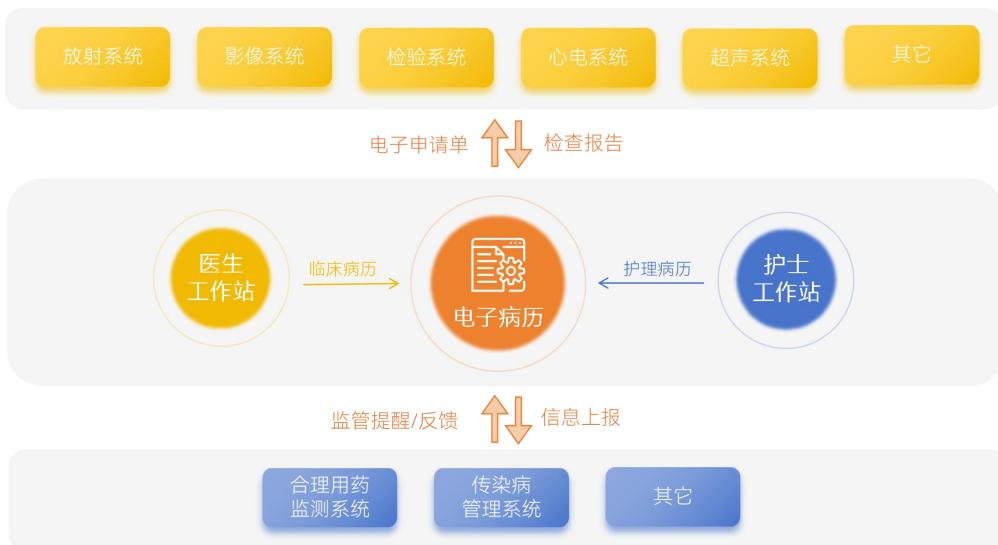 放射系统
影像系统
检验系统
心电系统
超声系统
其它
电子申请单
检查报告
医生
工作站
临床病历
电子病历
护理病历
护士
工作站
监管提醒/反馈
信息上报
合理用药
监测系统
传染病
管理系统
其它